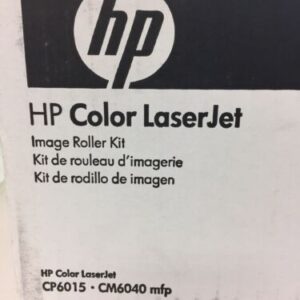 hp
HP Color LaserJet
Image Roller Kit
Kit de rouleau d'imagerie
Kit de rodillo de imagen
HP Color LaserJet
CP6015 • CM6040 mfp